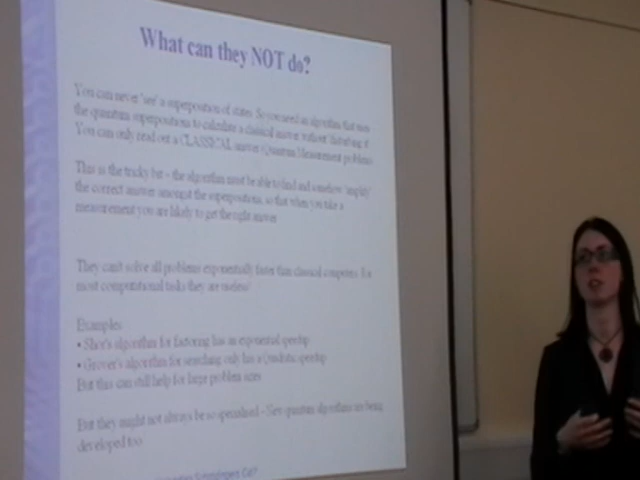 What can they NOT do?
You can never 'see' a superposition of states. So you need an algorithm that uses
the quantum superpositions to calculate a classical answer without 'disturbing' it
You can only read out a CLASSICAL answer (Quantum Measurement problem)
This is the tricky bit - the algorithm must be able to find and somehow 'amplify'
the correct answer amongst the superpositions, so that when you take a
measurement you are likely to get the right answer
They can't solve all problems exponentially faster than classical computers. For
most computational tasks they are useless!
Examples
• Shor's algorithm for factoring has an exponential speedup
• Grover's algorithm for searching only has a Quadratic speedup
But this can still help for large problem sizes
But they might not always be so specialised - New quantum algorithms are being
developed too
Schrodinger's Cat?